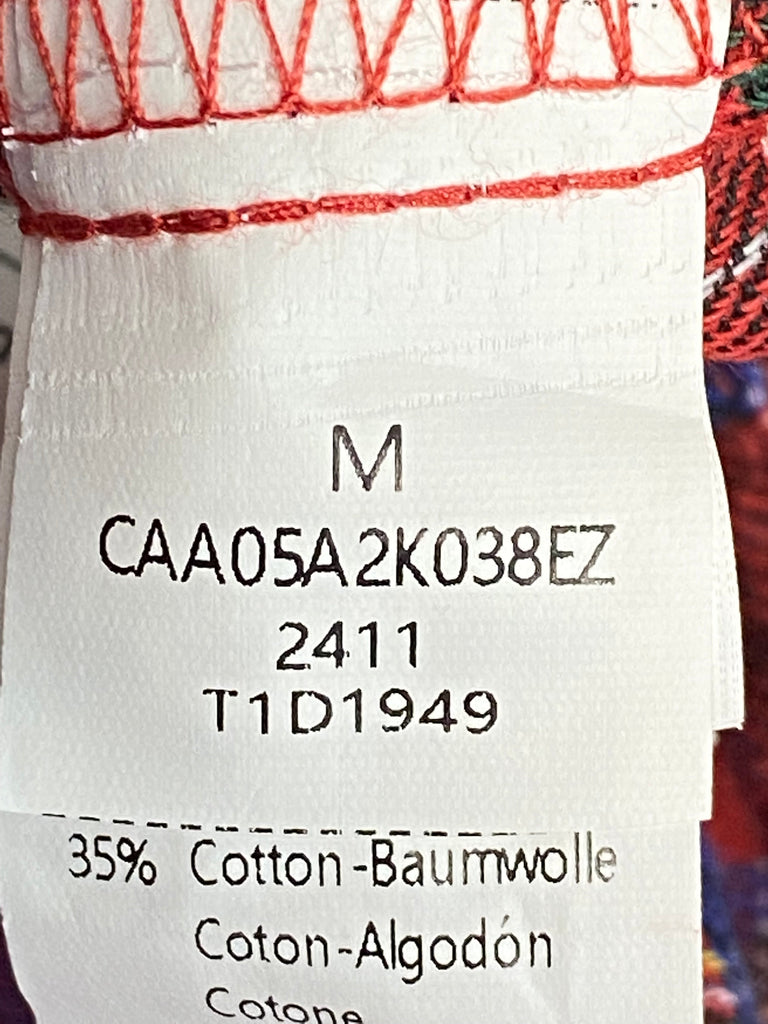 M
CAA05A2K038EZ
2411
T1D1949
35% Cotton-Baumwolle
Coton-Algodón
Cotone